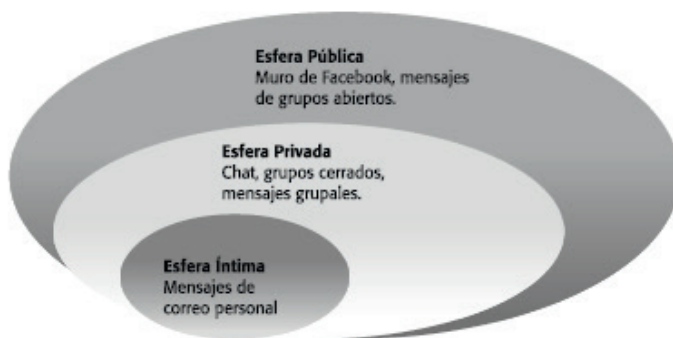 Esfera Pública
Muro de Facebook, mensajes
de grupos abiertos.
Esfera Privada
Chat, grupos cerrados,
mensajes grupales.
Esfera Íntima
Mensajes de
correo personal